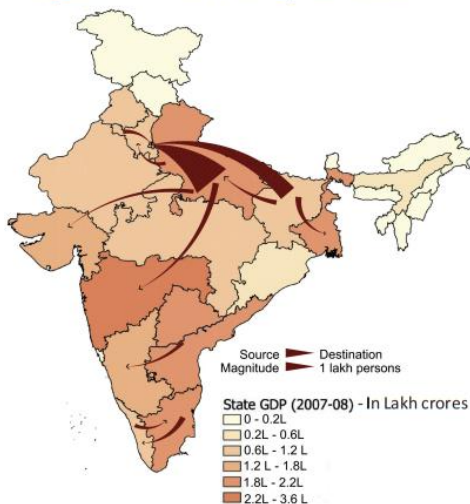 Source Destination
Magnitude 1 lakh persons
State GDP (2007-08) - In Lakh crores
0 - 0.2L
0.2L - 0.6L
0.6L - 1.2 L
1.2 L - 1.8L
1.8L - 2.2L
2.2L - 3.6 L